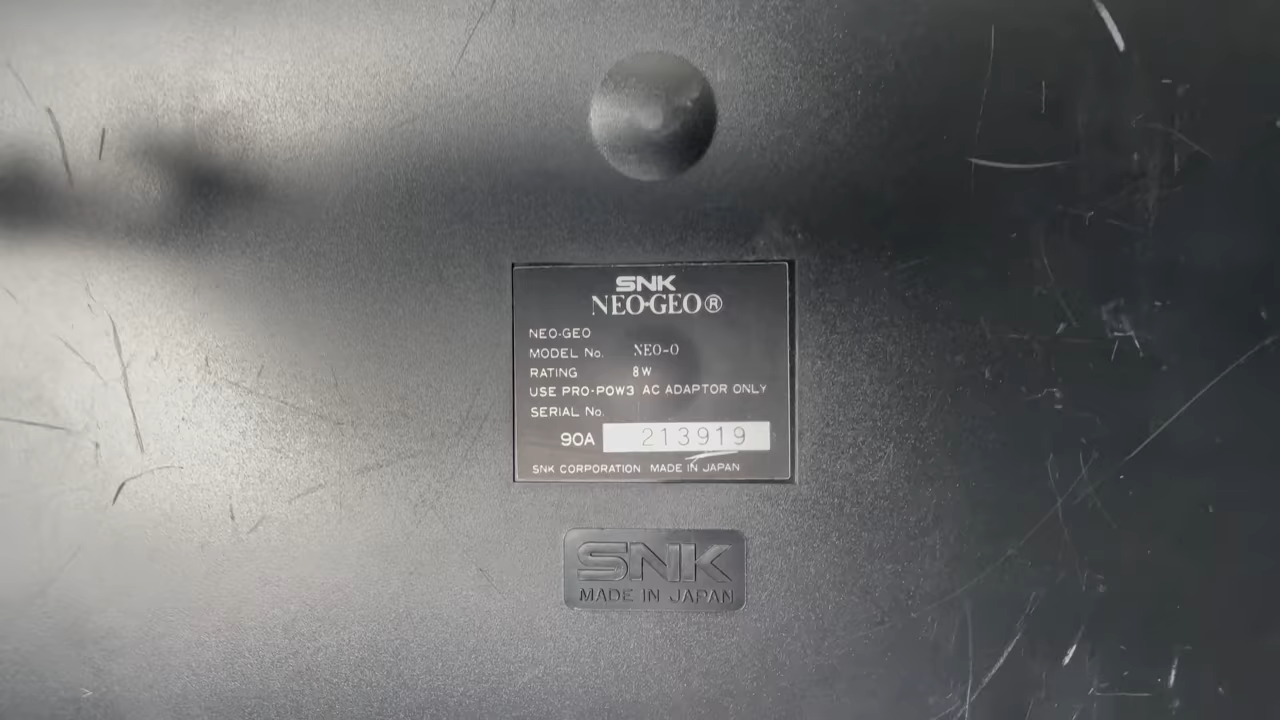 SNK
NEO•GEO®
NEO-GEO
MODEL No. NEO-0
RATING 8W
USE PRO-POW3 AC ADAPTOR ONLY
SERIAL No.
90A 213919
SNK CORPORATION MADE IN JAPAN
SNK
MADE IN JAPAN